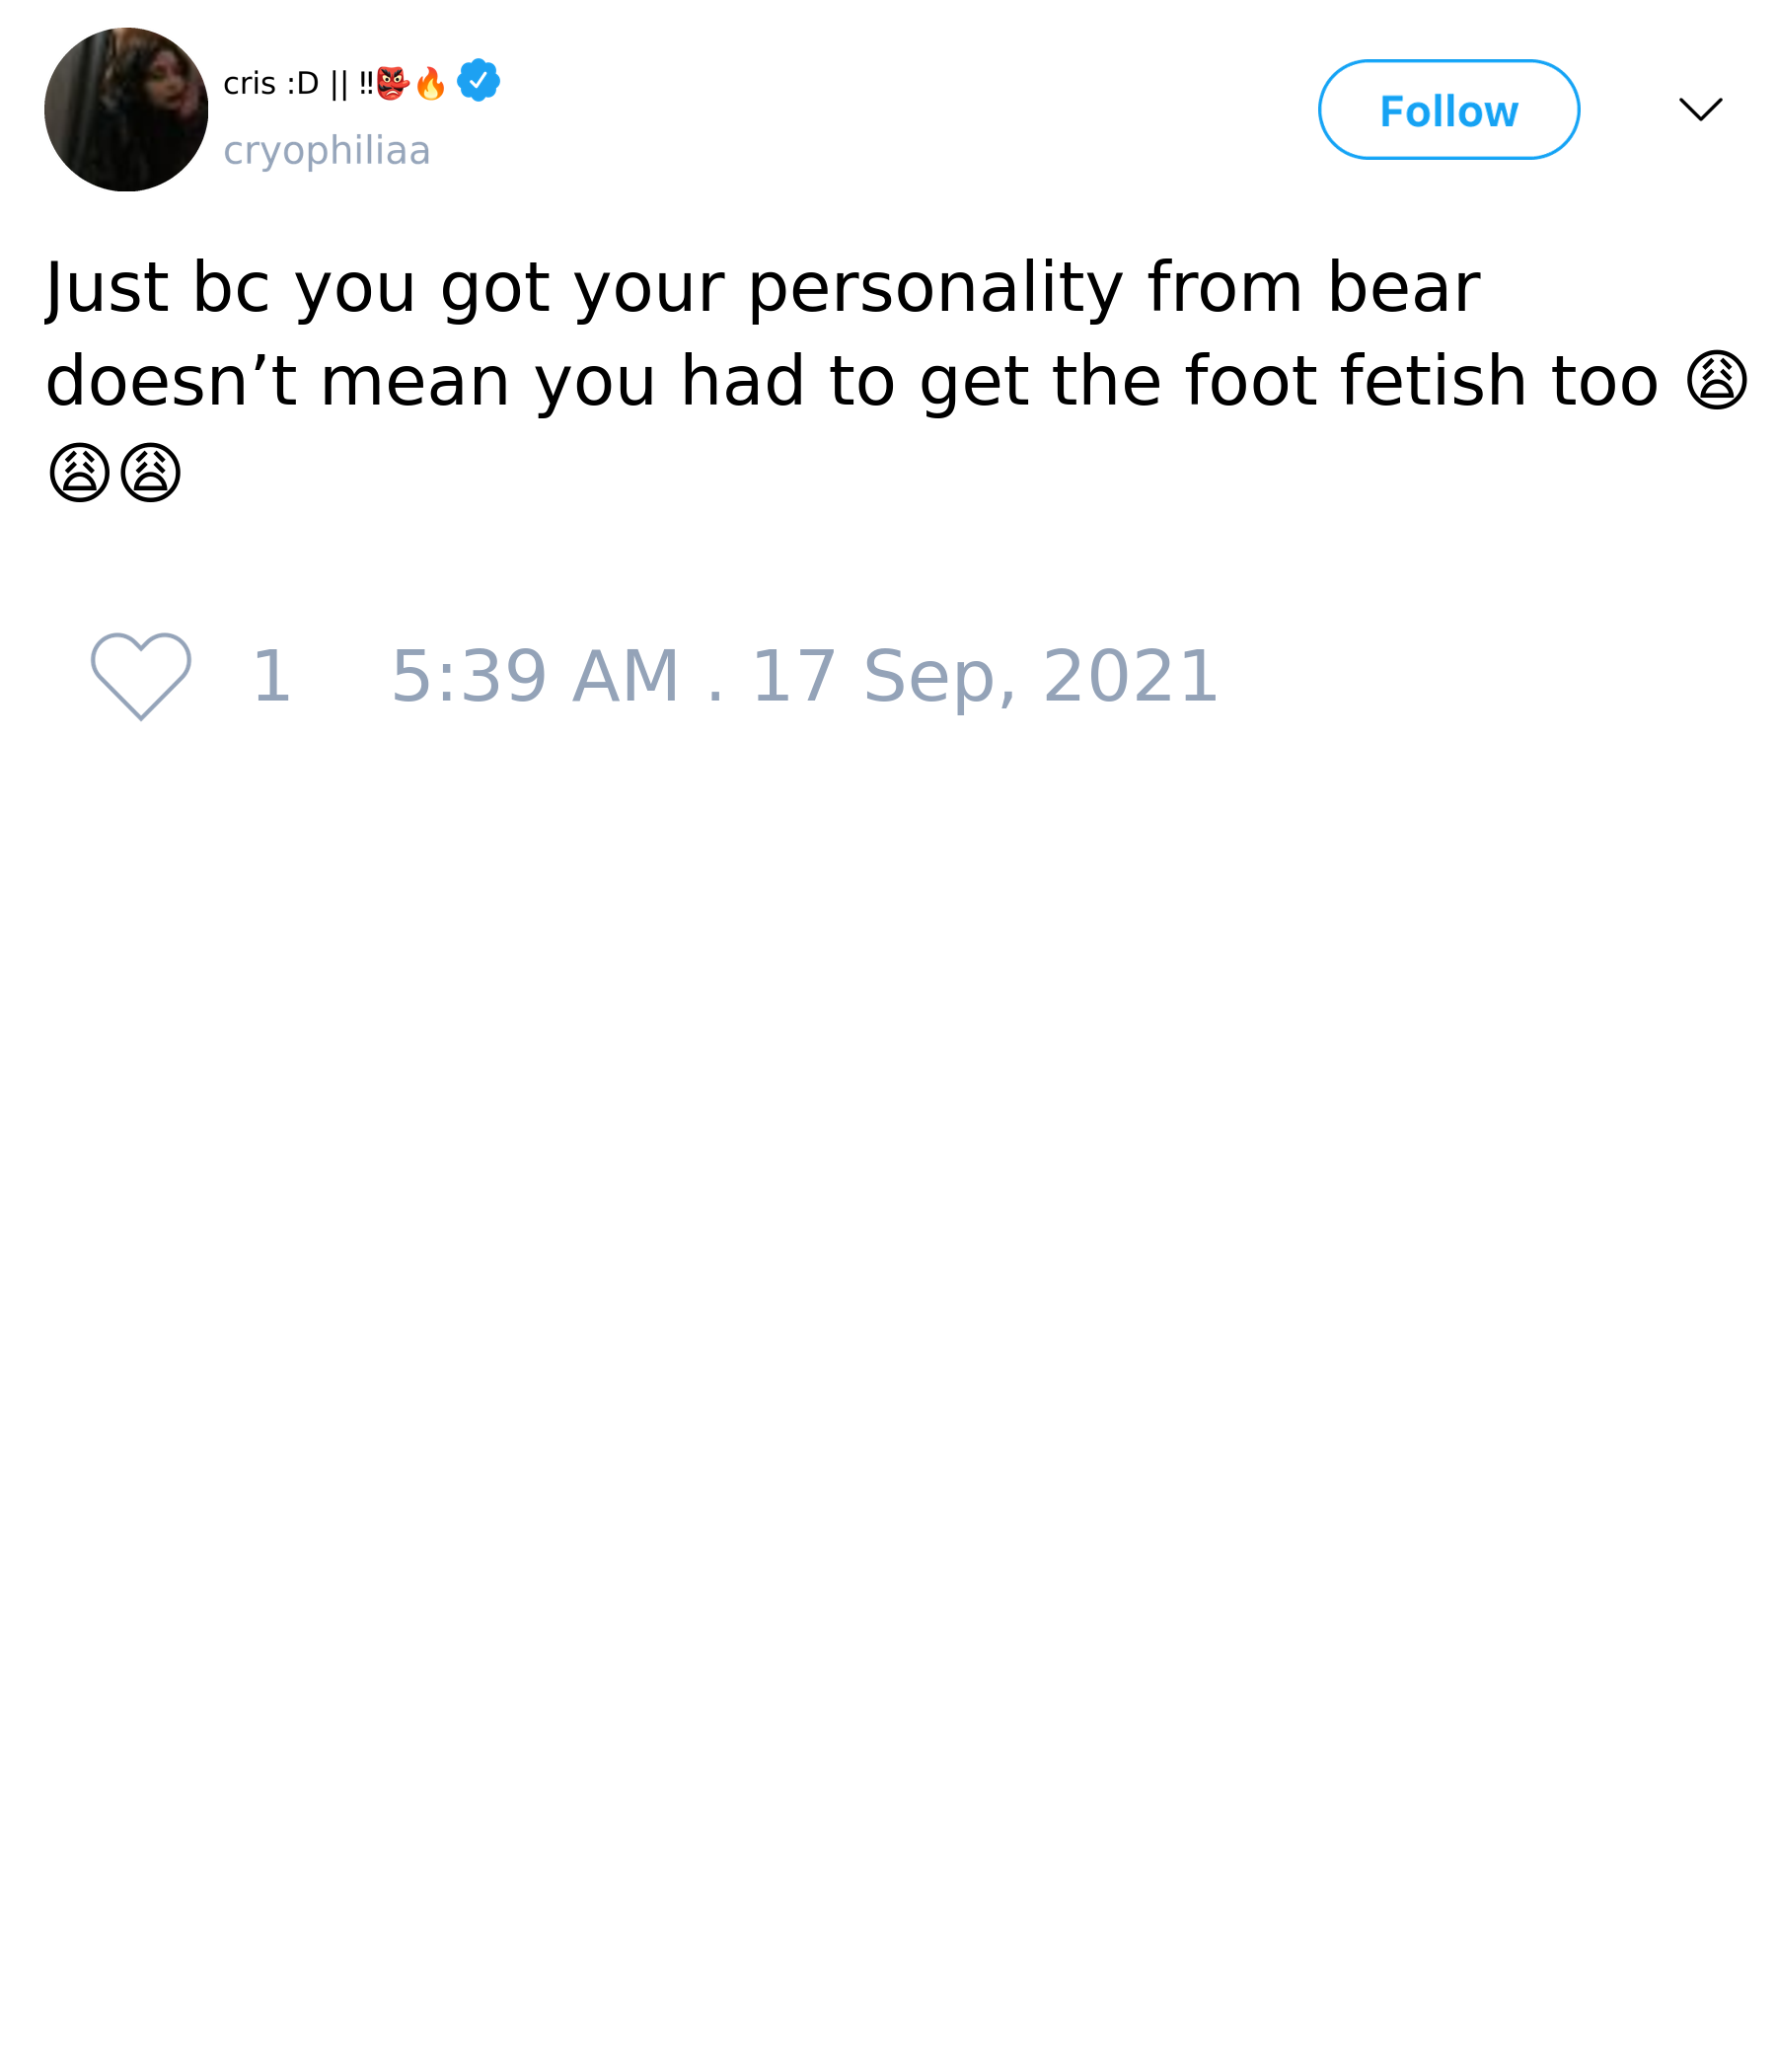 cris :D || ‼👺🔥
cryophiliaa
Follow
Just bc you got your personality from bear
doesn’t mean you had to get the foot fetish too 😩
😩😩
1 5:39 AM . 17 Sep, 2021